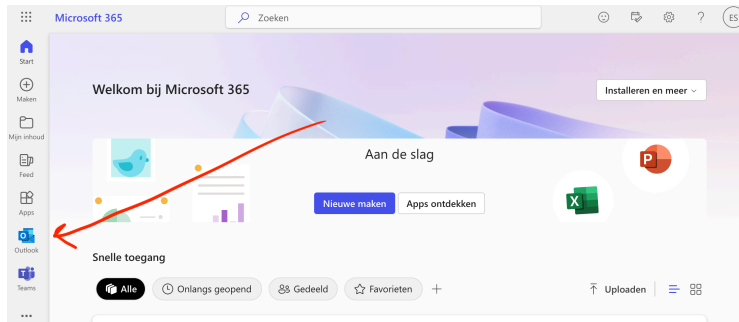 Microsoft 365
Zoeken
ES
Start
Maken
Mijn inhoud
Feed
Apps
Outlook
Teams
Welkom bij Microsoft 365
Installeren en meer
Aan de slag
Nieuwe maken
Apps ontdekken
P
X
Snelle toegang
Alle
Onlangs geopend
Gedeeld
Favorieten
Uploaden